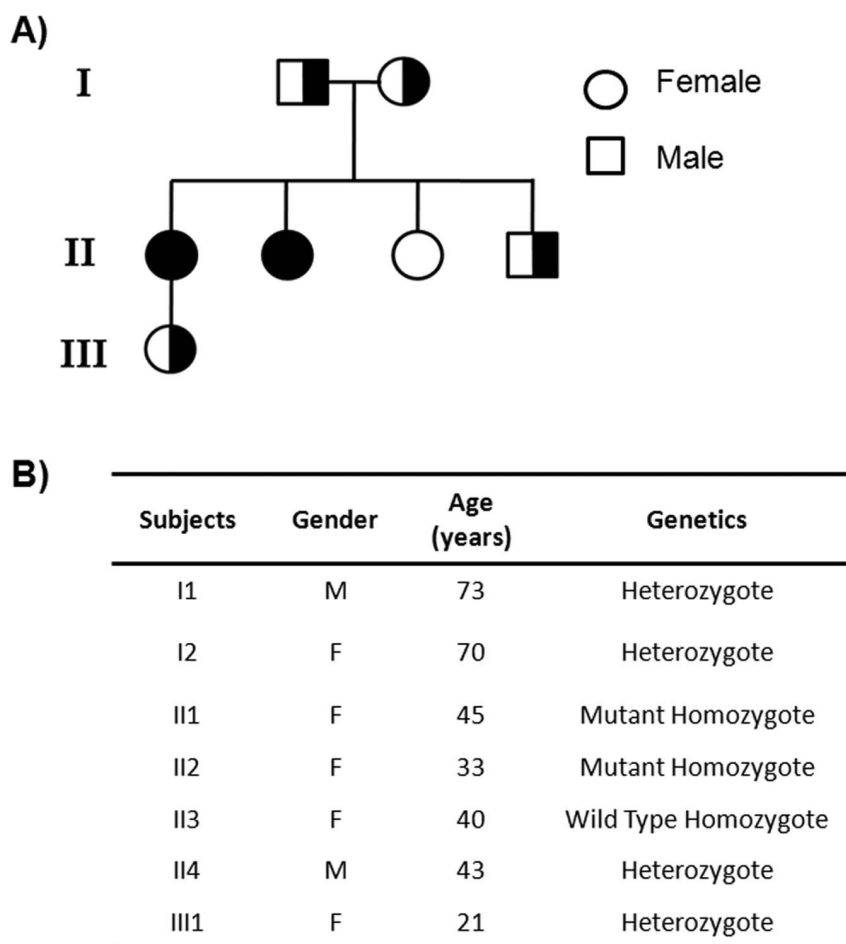 A)
I
Female
Male
II
III
B)
Subjects Gender Age (years) Genetics
I1 M 73 Heterozygote
I2 F 70 Heterozygote
II1 F 45 Mutant Homozygote
II2 F 33 Mutant Homozygote
II3 F 40 Wild Type Homozygote
II4 M 43 Heterozygote
III1 F 21 Heterozygote